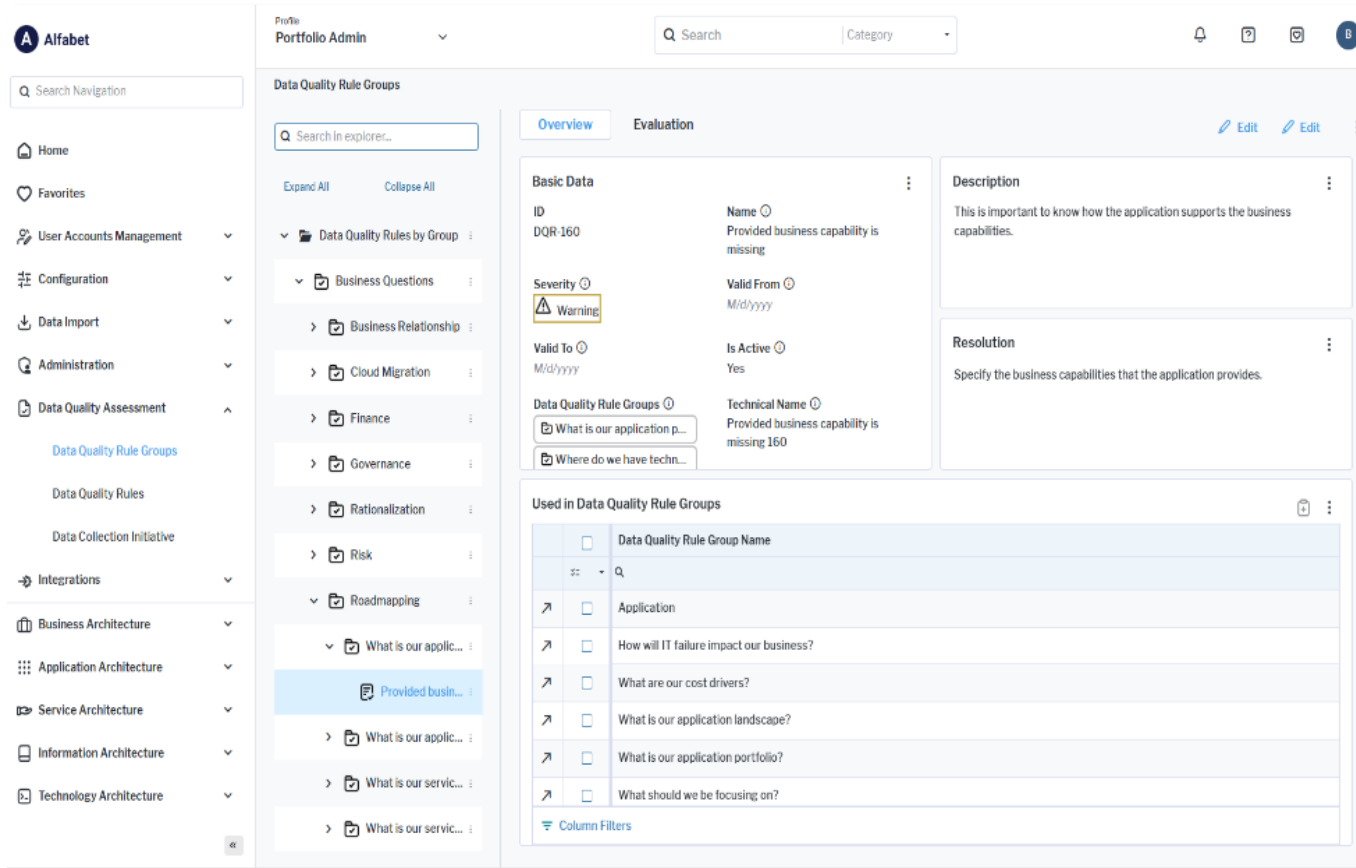 A Alfabet
Profile
Portfolio Admin
Search
Category
B
Search Navigation
Home
Favorites
User Accounts Management
Configuration
Data Import
Administration
Data Quality Assessment
Data Quality Rule Groups
Data Quality Rules
Data Collection Initiative
Integrations
Business Architecture
Application Architecture
Service Architecture
Information Architecture
Technology Architecture
Data Quality Rule Groups
Search in explorer...
Expand All
Collapse All
Data Quality Rules by Group
Business Questions
Business Relationship
Cloud Migration
Finance
Governance
Rationalization
Risk
Roadmapping
What is our applic...
Provided busin...
What is our applic...
What is our servic...
What is our servic...
Overview
Evaluation
Edit
Edit
Basic Data
ID
DQR-160
Name
Provided business capability is
missing
Severity
Warning
Valid From
M/d/yyyy
Valid To
M/d/yyyy
Is Active
Yes
Data Quality Rule Groups
What is our application p...
Where do we have techn...
Technical Name
Provided business capability is
missing 160
Description
This is important to know how the application supports the business
capabilities.
Resolution
Specify the business capabilities that the application provides.
Used in Data Quality Rule Groups
Data Quality Rule Group Name
Application
How will IT failure impact our business?
What are our cost drivers?
What is our application landscape?
What is our application portfolio?
What should we be focusing on?
Column Filters